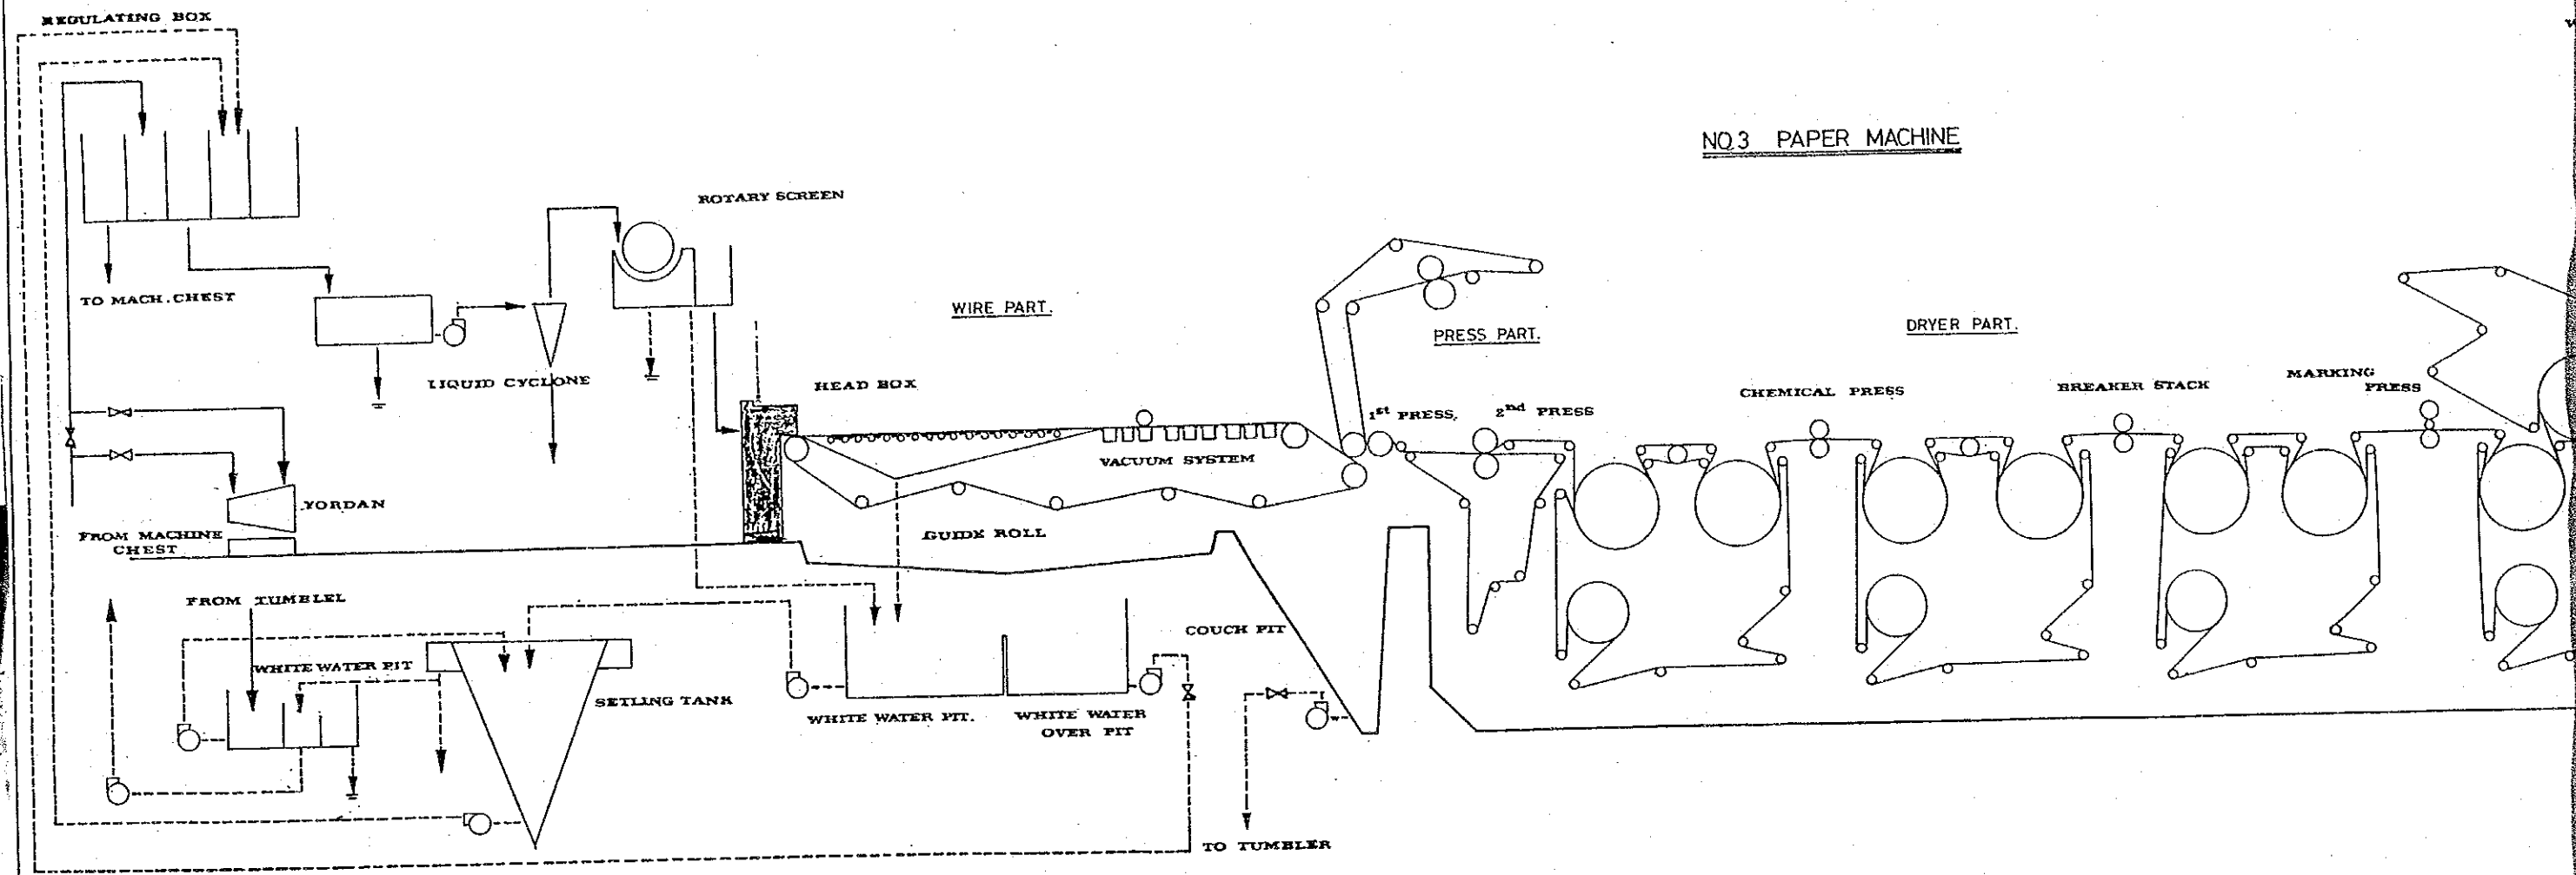 REGULATING BOX
NO.3 PAPER MACHINE
ROTARY SCREEN
TO MACH. CHEST
WIRE PART.
PRESS PART.
DRYER PART.
LIQUID CYCLONE
HEAD BOX
1st PRESS.
2nd PRESS
CHEMICAL PRESS
BREAKER STACK
MARKING
PRESS
VACUUM SYSTEM
YORDAN
FROM MACHINE
CHEST
GUIDE ROLL
FROM TUMBLEL
WHITE WATER PIT
COUCH PIT
SETLING TANK
WHITE WATER PIT.
WHITE WATER
OVER PIT
TO TUMBLER